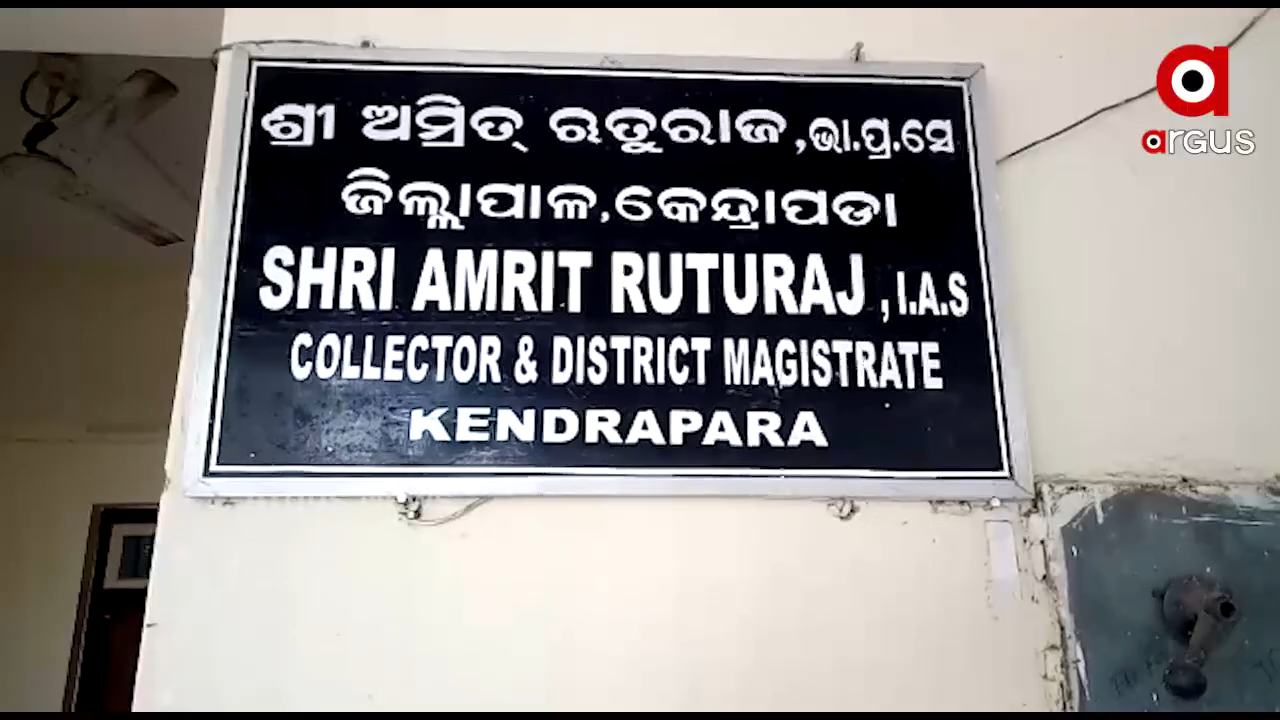 ଶ୍ରୀ ଅମ୍ରିତ୍ ଋତୁରାଜ,ଭା.ପ୍ର.ସେ
ଜିଲ୍ଲାପାଳ,କେନ୍ଦ୍ରାପଡା
SHRI AMRIT RUTURAJ , I.A.S
COLLECTOR & DISTRICT MAGISTRATE
KENDRAPARA
argus